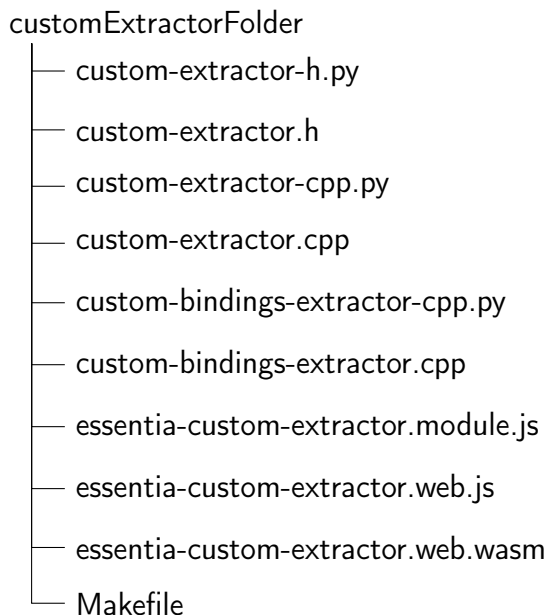 customExtractorFolder
custom-extractor-h.py
custom-extractor.h
custom-extractor-cpp.py
custom-extractor.cpp
custom-bindings-extractor-cpp.py
custom-bindings-extractor.cpp
essentia-custom-extractor.module.js
essentia-custom-extractor.web.js
essentia-custom-extractor.web.wasm
Makefile